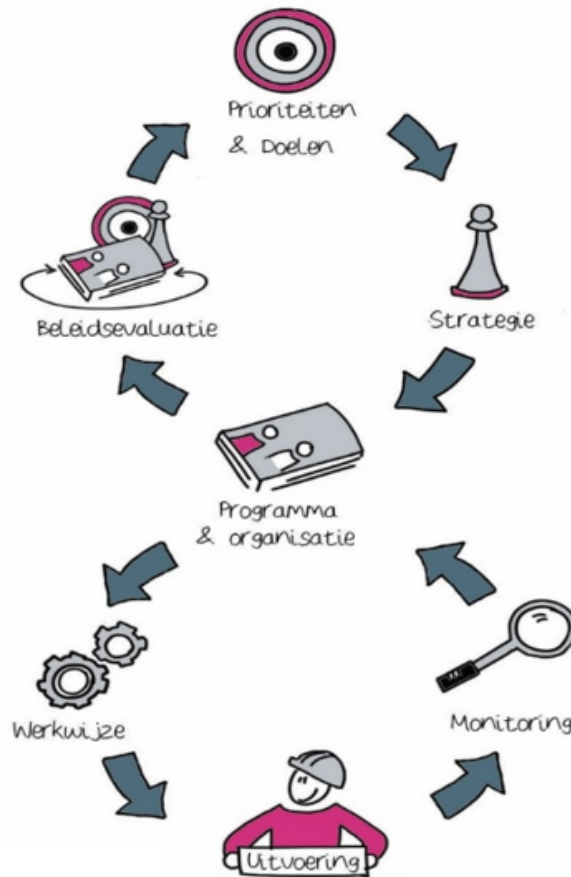 Prioriteiten
& Doelen
Beleidsevaluatie
Strategie
Programma
& organisatie
Werkwijze
Monitoring
Uitvoering